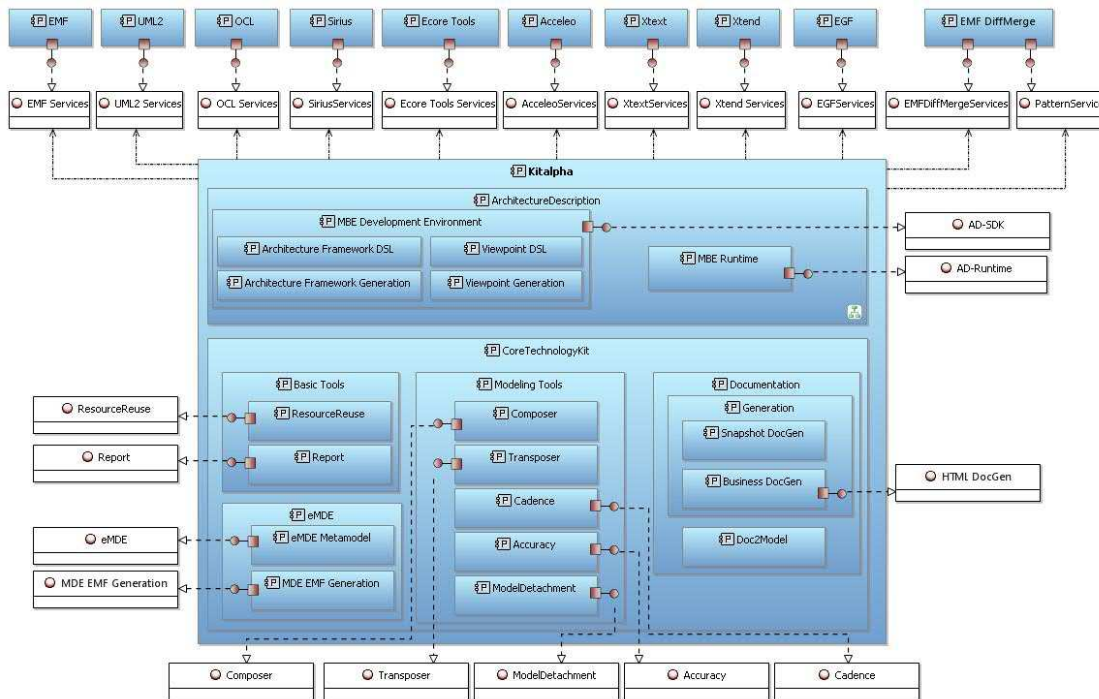 EMF
UML2
OCL
Sirius
Ecore Tools
Acceleo
Xtext
Xtend
EGF
EMF DiffMerge
EMF Services
UML2 Services
OCL Services
SiriusServices
Ecore Tools Services
AcceleoServices
XtextServices
Xtend Services
EGFServices
EMFDiffMergeServices
PatternService
Kitalpha
ArchitectureDescription
MBE Development Environment
Architecture Framework DSL
Viewpoint DSL
Architecture Framework Generation
Viewpoint Generation
MBE Runtime
AD-SDK
AD-Runtime
CoreTechnologyKit
Basic Tools
ResourceReuse
Report
eMDE
eMDE Metamodel
MDE EMF Generation
Modeling Tools
Composer
Transposer
Cadence
Accuracy
ModelDetachment
Documentation
Generation
Snapshot DocGen
Business DocGen
Doc2Model
ResourceReuse
Report
eMDE
MDE EMF Generation
HTML DocGen
Composer
Transposer
ModelDetachment
Accuracy
Cadence